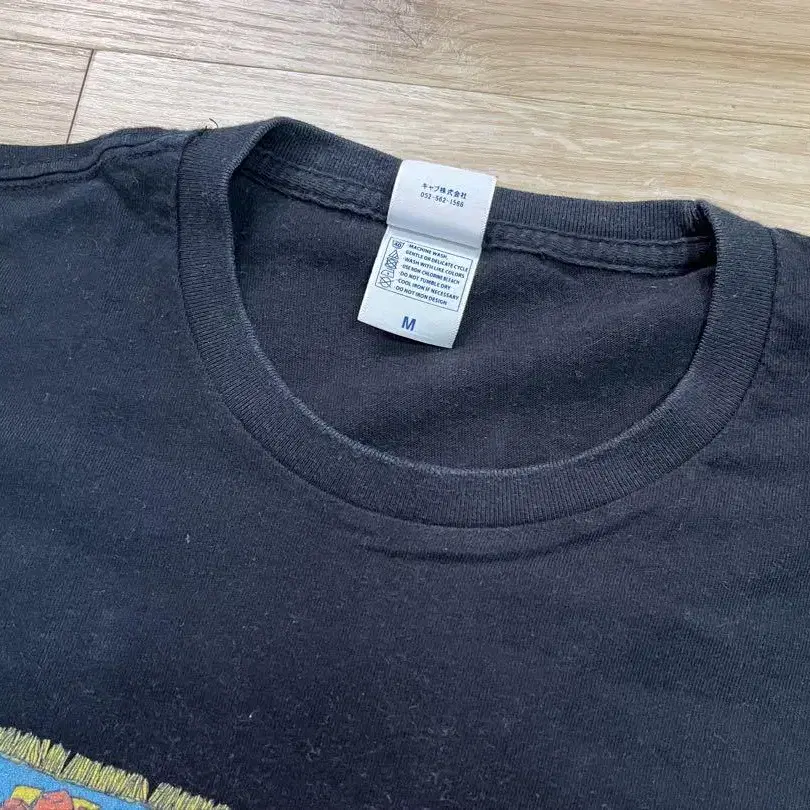 キャブ株式会社
052-562-1588
40
MACHINE WASH.
GENTLE OR DELICATE CYCLE
WASH WITH LIKE COLORS
USE NON CHLORINE BLEACH
DO NOT TUMBLE DRY
COOL IRON IF NECESSARY
DO NOT IRON DESIGN
M